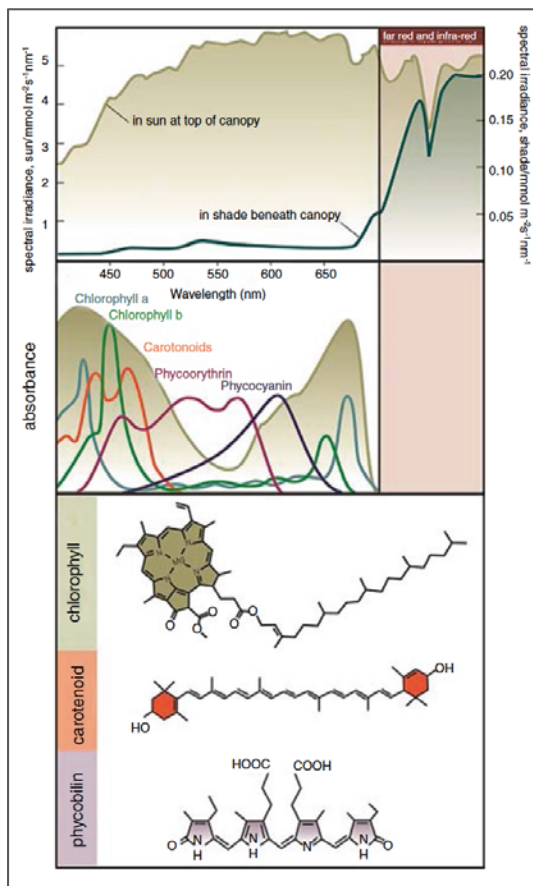 far red and infra-red
spectral irradiance, sun/mmol m⁻²s⁻¹nm⁻¹
5
4
3
2
1
in sun at top of canopy
in shade beneath canopy
0.20
0.15
0.10
0.05
spectral irradiance, shade/mmol m⁻²s⁻¹nm⁻¹
450 500 550 600 650
Wavelength (nm)
absorbance
Chlorophyll a
Chlorophyll b
Carotonoids
Phycoorythrin
Phycocyanin
chlorophyll
N
N
Mg
N
N
O
O
O
O
O
carotenoid
OH
HO
phycobilin
HOOC COOH
O N N N N O
H H H